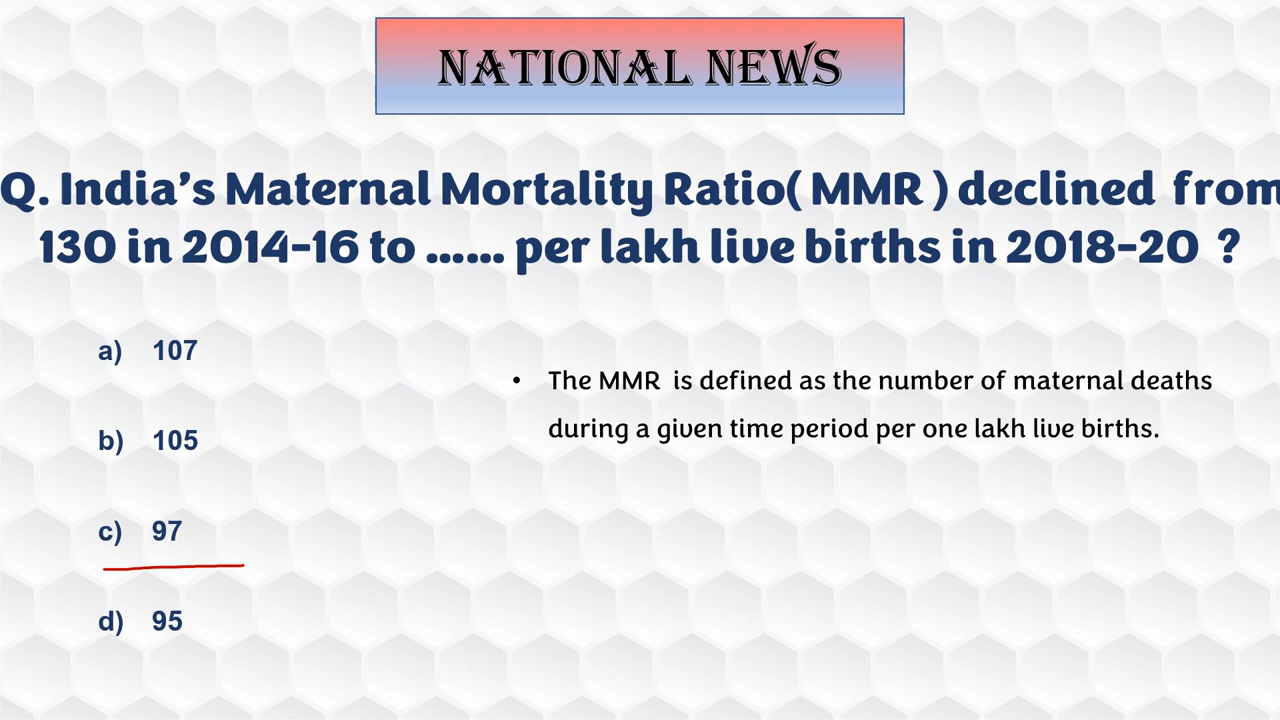 NATIONAL NEWS
Q. India's Maternal Mortality Ratio( MMR ) declined from
130 in 2014-16 to ...... per lakh live births in 2018-20 ?
a) 107
b) 105
c) 97
d) 95
• The MMR is defined as the number of maternal deaths
during a given time period per one lakh live births.